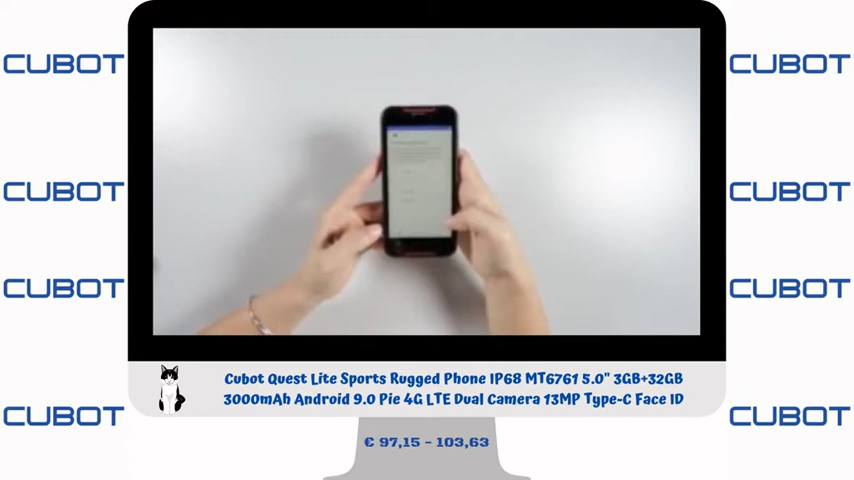 CUBOT CUBOT
CUBOT CUBOT
CUBOT CUBOT
Cubot Quest Lite Sports Rugged Phone IP68 MT6761 5.0" 3GB+32GB
3000mAh Android 9.0 Pie 4G LTE Dual Camera 13MP Type-C Face ID
CUBOT CUBOT
€ 97,15 - 103,63